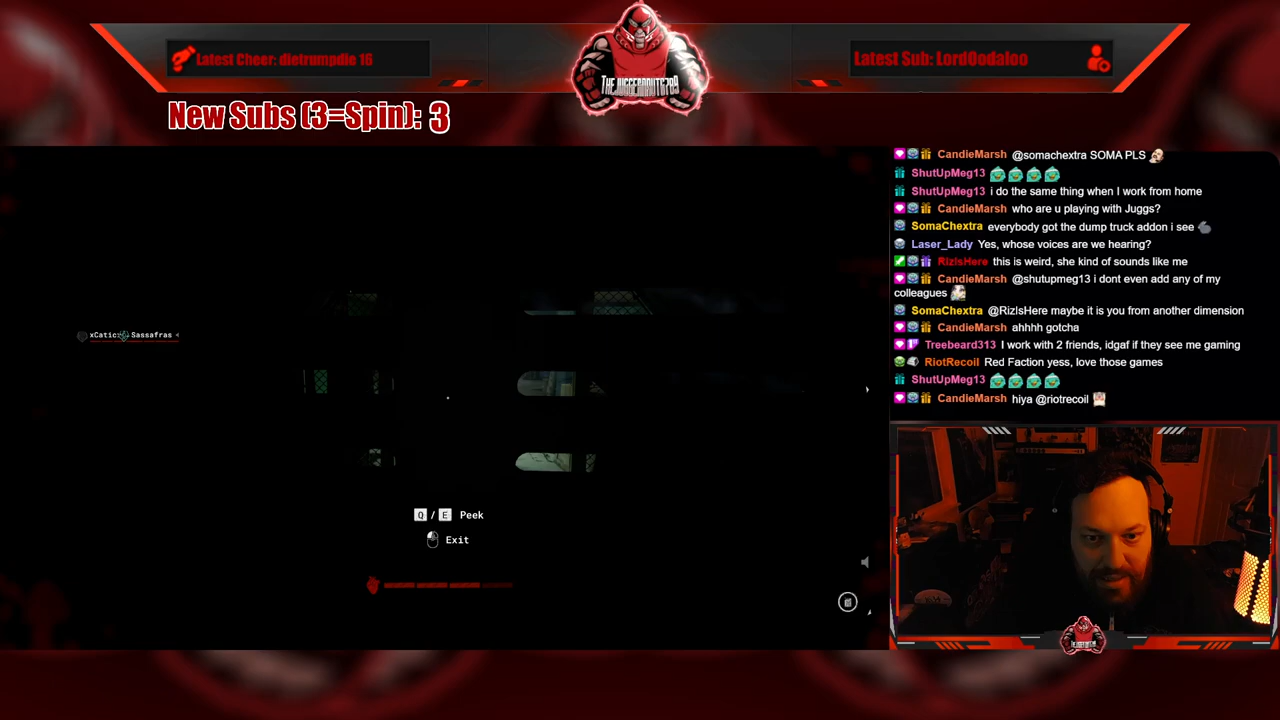 Latest Cheer: dietrumpdie 16
THEJUGGERNAUT6789
Latest Sub: LordOodaloo
New Subs (3=Spin): 3
CandieMarsh @somachextra SOMA PLS
ShutUpMeg13
ShutUpMeg13 i do the same thing when I work from home
CandieMarsh who are u playing with Juggs?
SomaChextra everybody got the dump truck addon i see
Laser_Lady Yes, whose voices are we hearing?
RizIsHere this is weird, she kind of sounds like me
CandieMarsh @shutupmeg13 i dont even add any of my
colleagues
SomaChextra @RizIsHere maybe it is you from another dimension
CandieMarsh ahhhh gotcha
Treebeard313 I work with 2 friends, idgaf if they see me gaming
RiotRecoil Red Faction yess, love those games
ShutUpMeg13
CandieMarsh hiya @riotrecoil
xCatic Sassafras
Q / E Peek
Exit